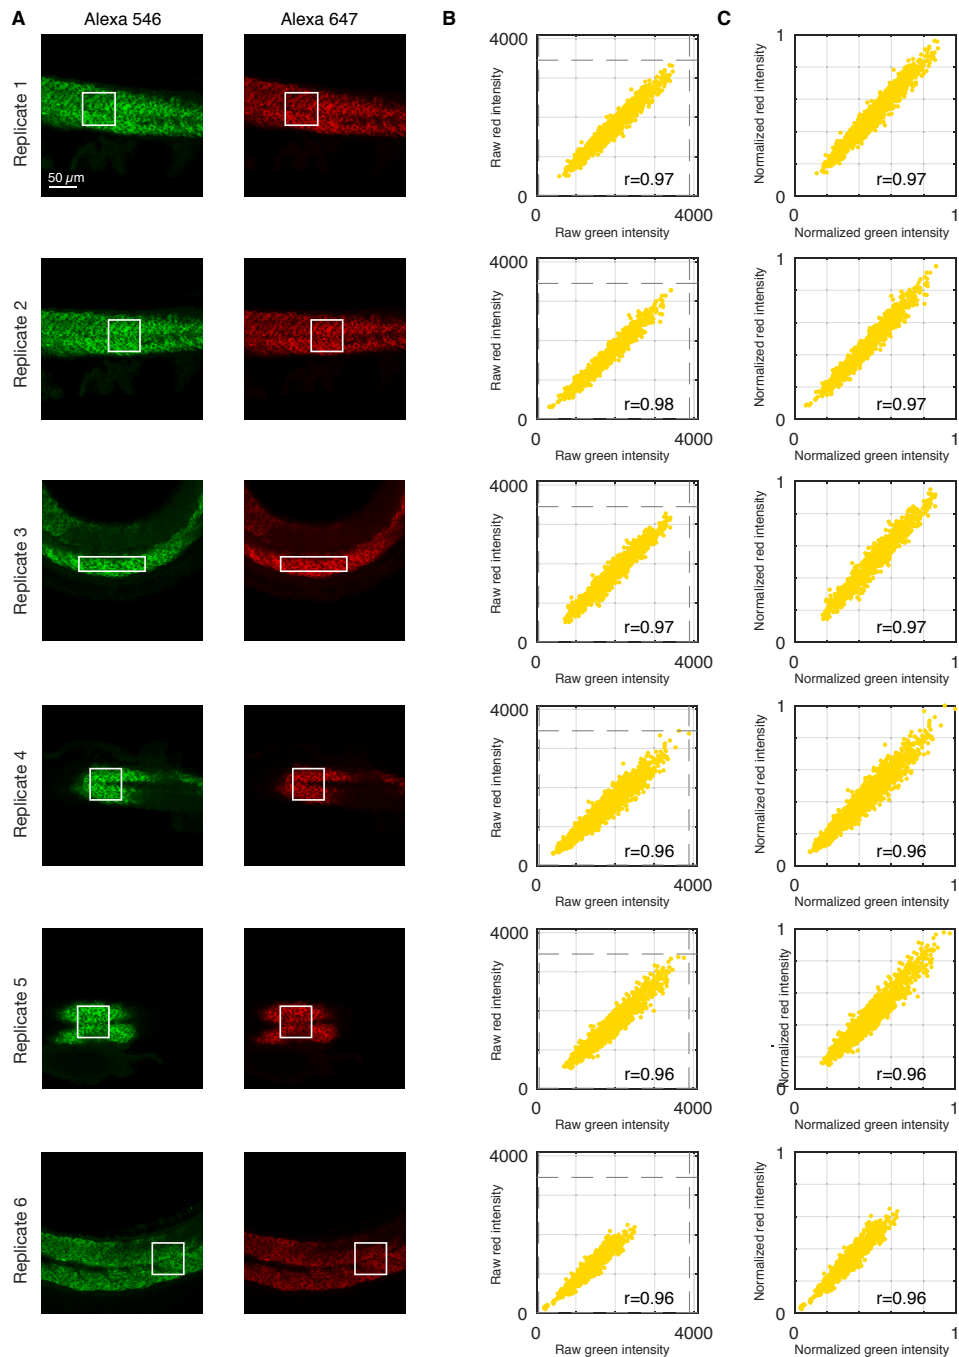 A Alexa 546 Alexa 647 B C
Replicate 1
50 µm
4000
Raw red intensity
0
r=0.97
0 4000
Raw green intensity
1
Normalized red intensity
0
r=0.97
0 1
Normalized green intensity
Replicate 2
4000
Raw red intensity
0
r=0.98
0 4000
Raw green intensity
1
Normalized red intensity
0
r=0.97
0 1
Normalized green intensity
Replicate 3
4000
Raw red intensity
0
r=0.97
0 4000
Raw green intensity
1
Normalized red intensity
0
r=0.97
0 1
Normalized green intensity
Replicate 4
4000
Raw red intensity
0
r=0.96
0 4000
Raw green intensity
1
Normalized red intensity
0
r=0.96
0 1
Normalized green intensity
Replicate 5
4000
Raw red intensity
0
r=0.96
0 4000
Raw green intensity
1
Normalized red intensity
0
r=0.96
0 1
Normalized green intensity
Replicate 6
4000
Raw red intensity
0
r=0.96
0 4000
Raw green intensity
1
Normalized red intensity
0
r=0.96
0 1
Normalized green intensity